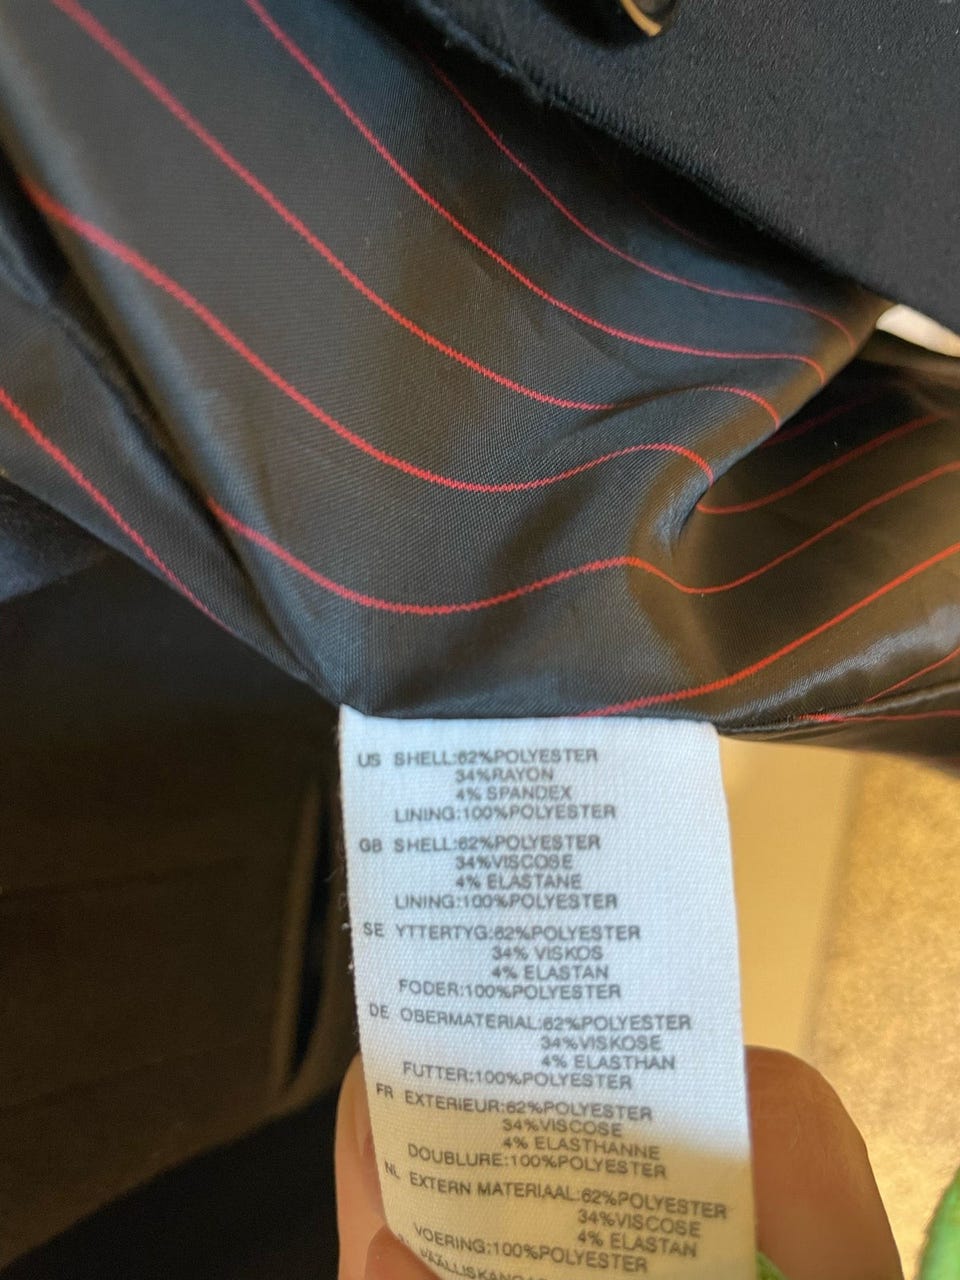 US SHELL:62%POLYESTER
34%RAYON
4% SPANDEX
LINING:100%POLYESTER
GB SHELL:62%POLYESTER
34%VISCOSE
4% ELASTANE
LINING:100%POLYESTER
SE YTTERTYG:62%POLYESTER
34% VISKOS
4% ELASTAN
FODER:100%POLYESTER
DE OBERMATERIAL:62%POLYESTER
34%VISKOSE
4% ELASTHAN
FUTTER:100%POLYESTER
FR EXTERIEUR:62%POLYESTER
34%VISCOSE
4% ELASTHANNE
DOUBLURE:100%POLYESTER
NL EXTERN MATERIAAL:62%POLYESTER
34%VISCOSE
4% ELASTAN
VOERING:100%POLYESTER